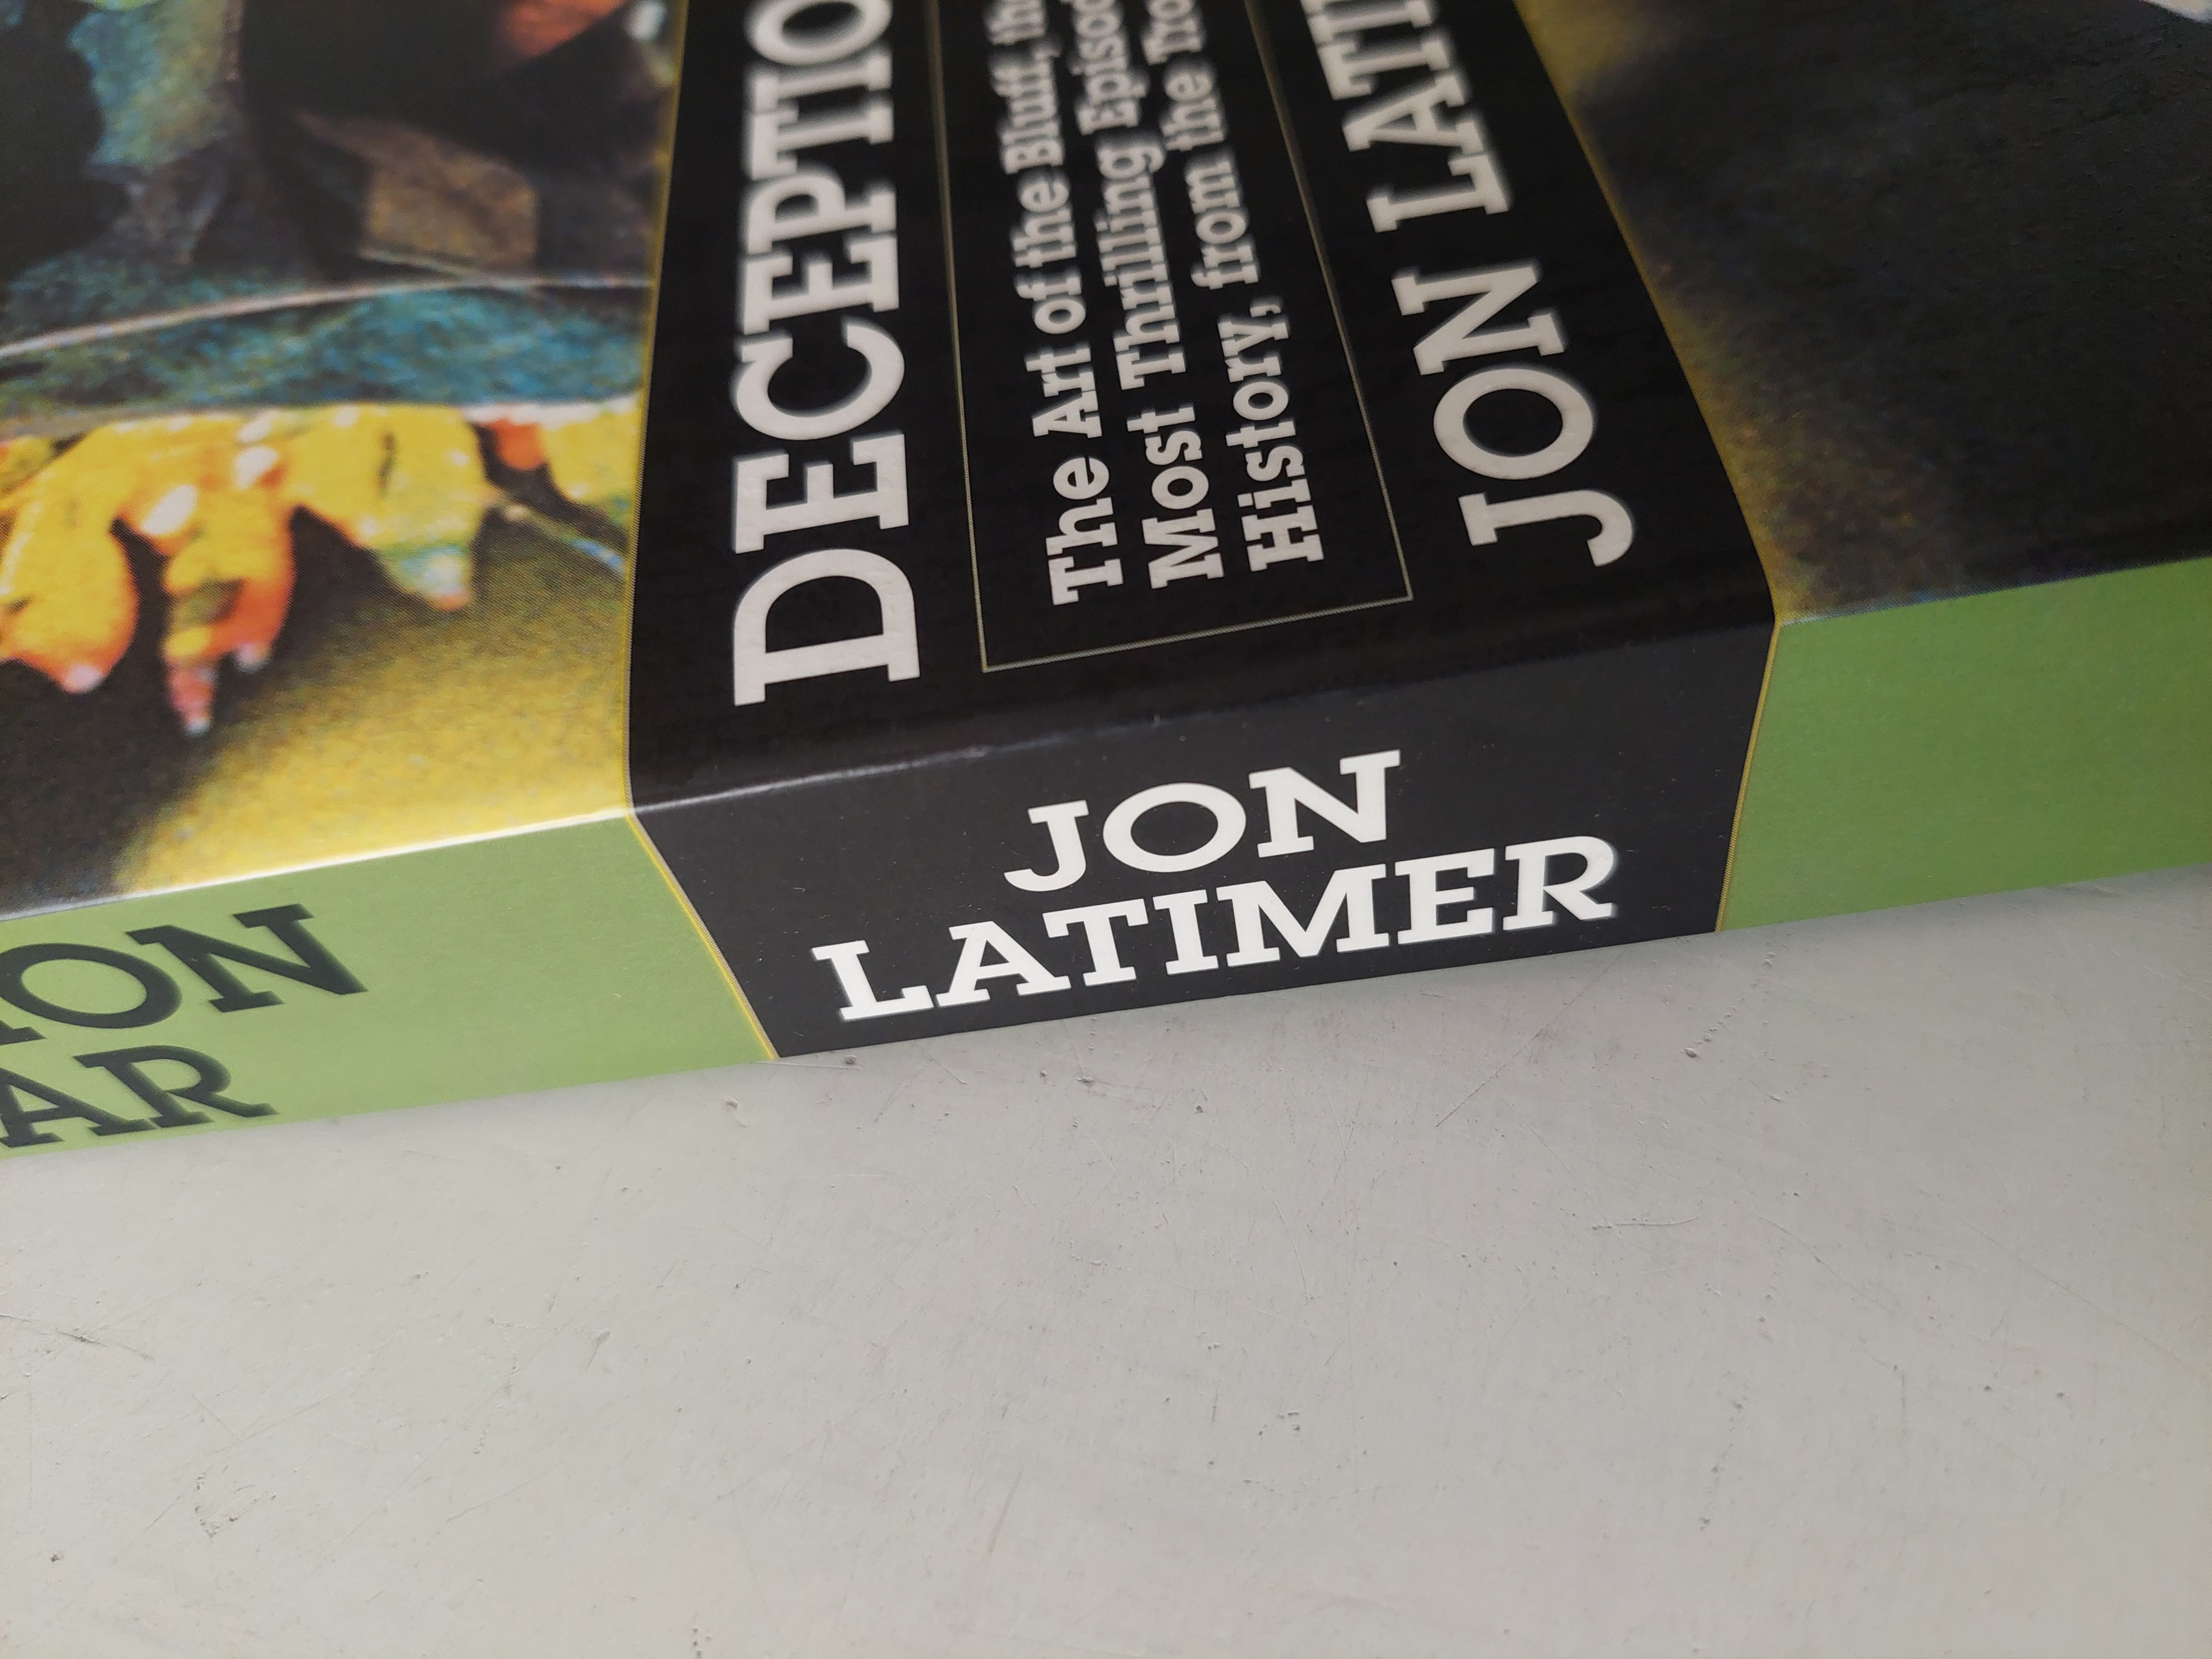 DECEPTIO
The Art of the Bluff, the
Most Thrilling Episod
History, from the Tro
JON LATI
JON
LATIMER
ION
AR